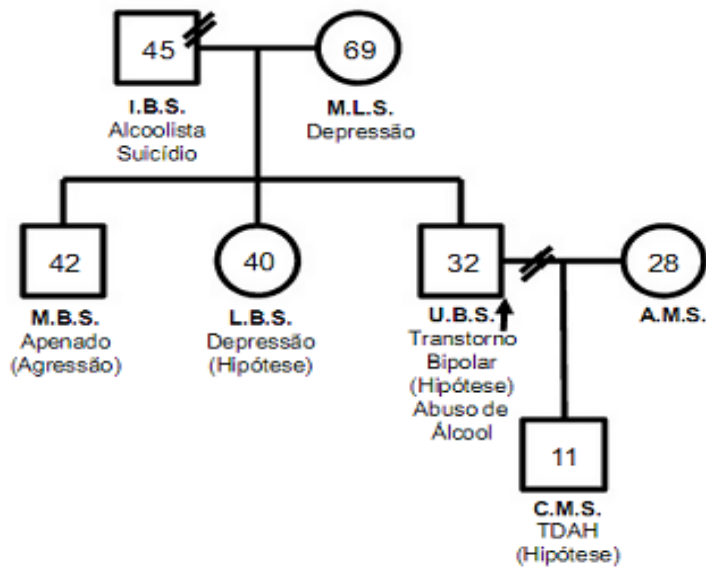 45
69
I.B.S.
Alcoolista
Suicídio
M.L.S.
Depressão
42
40
32
28
M.B.S.
Apenado
(Agressão)
L.B.S.
Depressão
(Hipótese)
U.B.S.
Transtorno
Bipolar
(Hipótese)
Abuso de
Álcool
A.M.S.
11
C.M.S.
TDAH
(Hipótese)